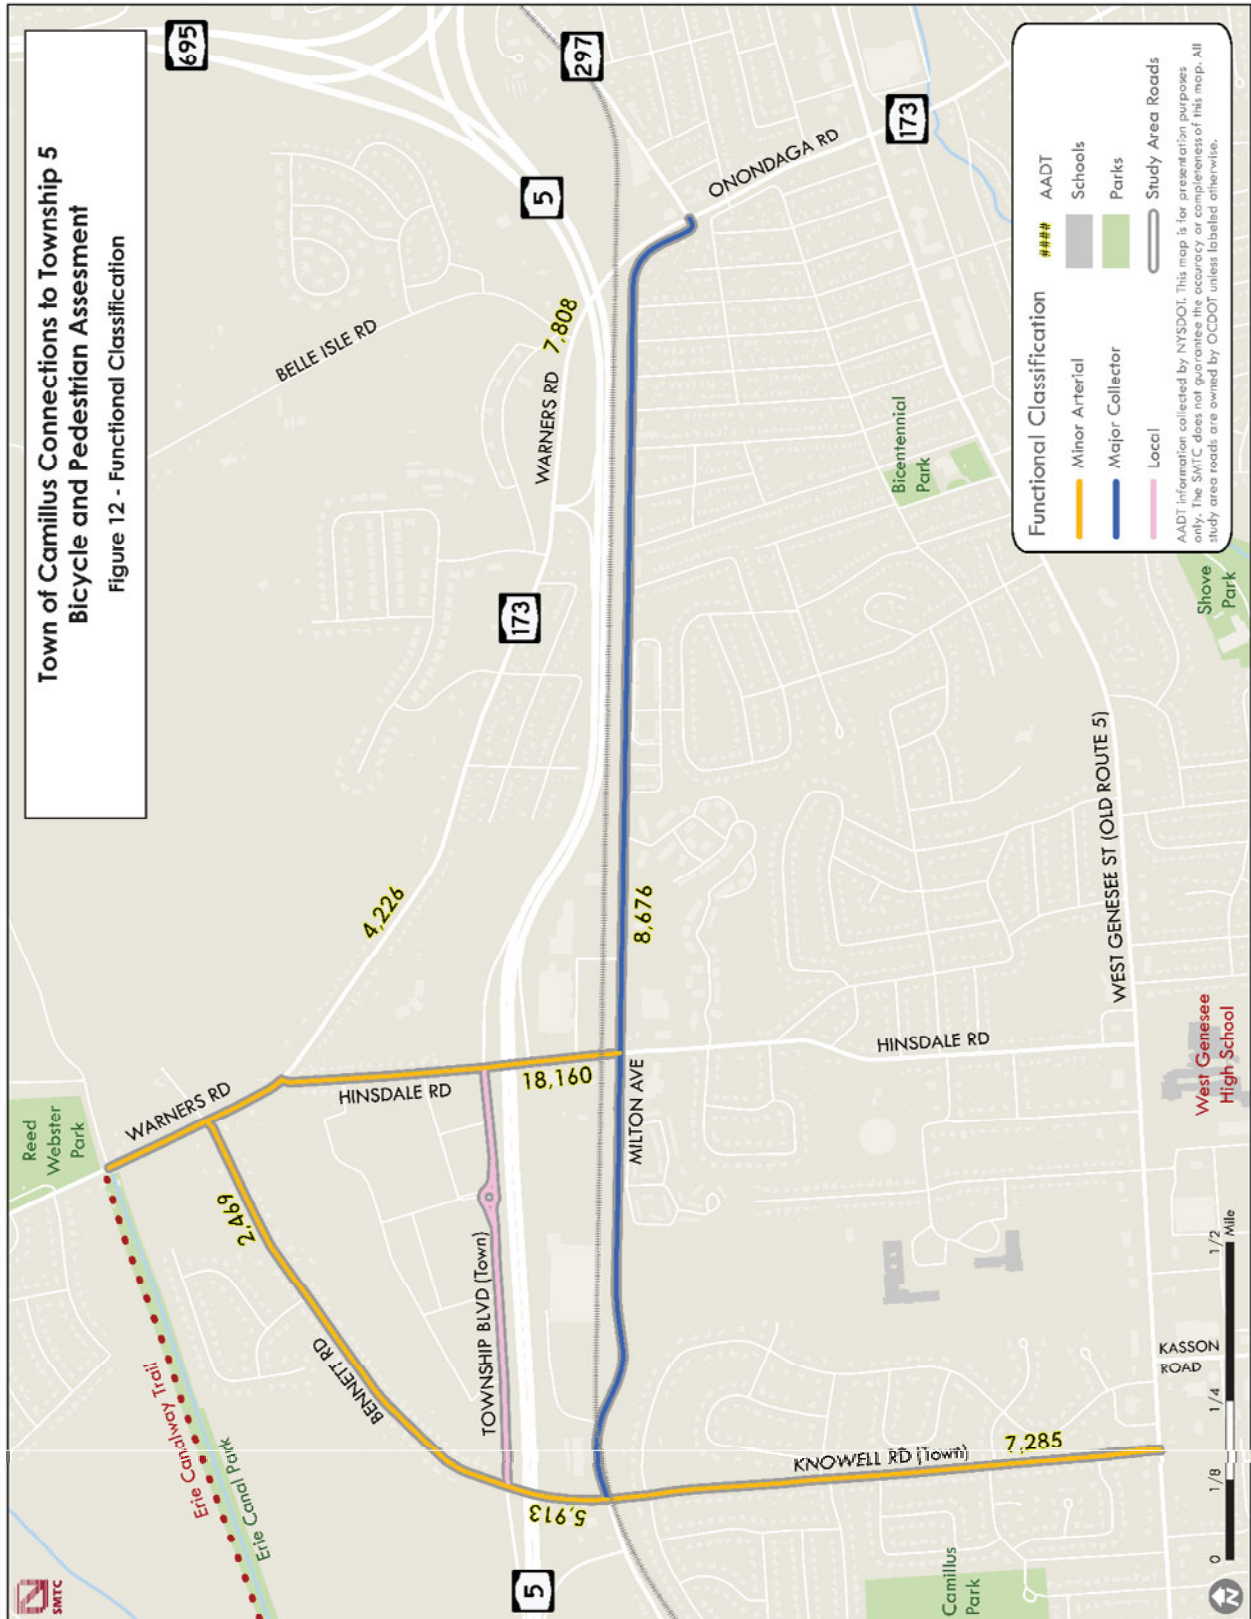 Town of Camillus Connections to Township 5
Bicycle and Pedestrian Assesment
Figure 12 - Functional Classification
695
297
5
173
173
5
SMTC
Reed
Webster
Park
WARNERS RD
BELLE ISLE RD
WARNERS RD
7,808
4,226
2,469
HINSDALE RD
18,160
Erie Canalway Trail
Erie Canal Park
BENNETT RD
TOWNSHIP BLVD (Town)
5,913
MILTON AVE
8,676
ONONDAGA RD
Bicentennial
Park
HINSDALE RD
WEST GENESEE ST (OLD ROUTE 5)
KNOWELL RD (Town)
7,285
Camillus
Park
KASSON
ROAD
West Genesee
High School
Shove
Park
Functional Classification
Minor Arterial
Major Collector
Local
#### AADT
Schools
Parks
Study Area Roads
AADT information collected by NYSDOT. This map is for presentation purposes
only. The SMTC does not guarantee the accuracy or completeness of this map. All
study area roads are owned by OCDOT unless labeled otherwise.
0 1/8 1/4 1/2
Mile
N